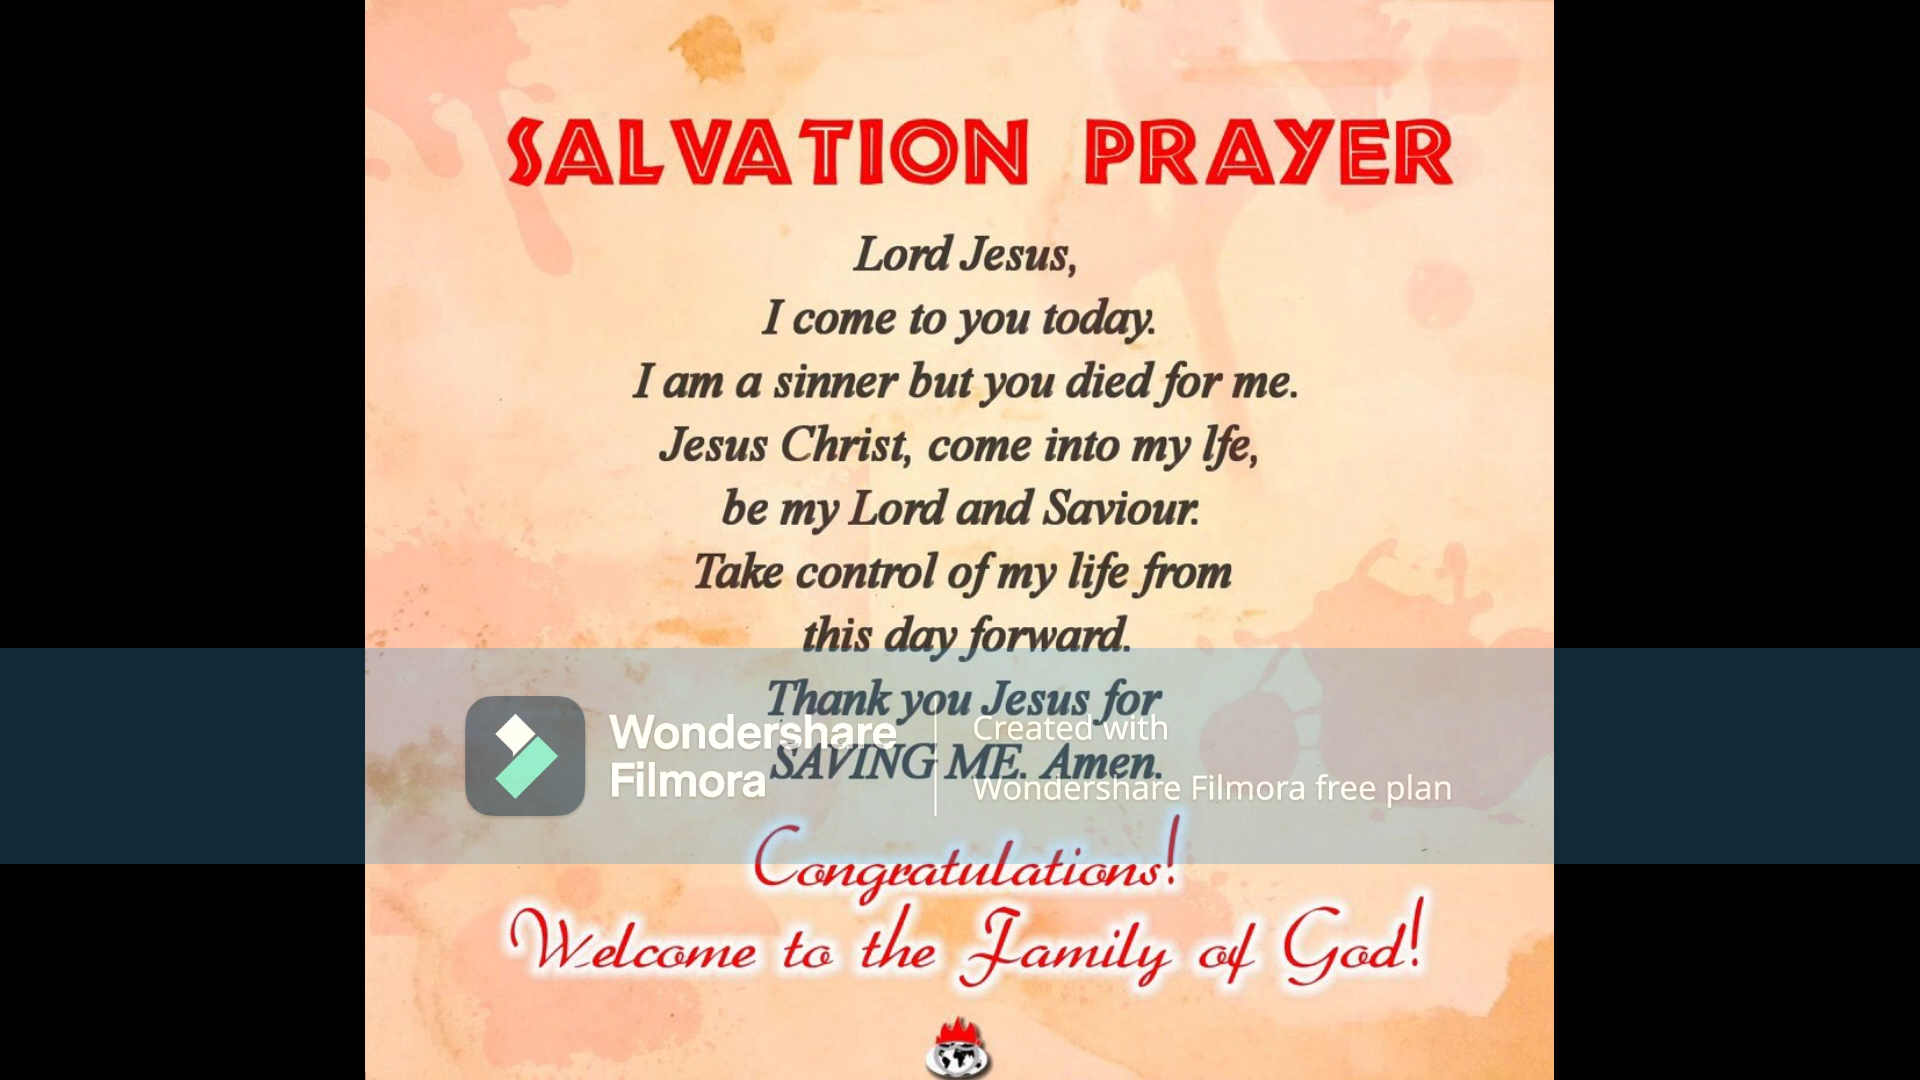 SALVATION PRAYER
Lord Jesus,
I come to you today.
I am a sinner but you died for me.
Jesus Christ, come into my lfe,
be my Lord and Saviour.
Take control of my life from
this day forward.
Thank you Jesus for
SAVING ME. Amen.
Wondershare
Filmora
Created with
Wondershare Filmora free plan
Congratulations!
Welcome to the Family of God!